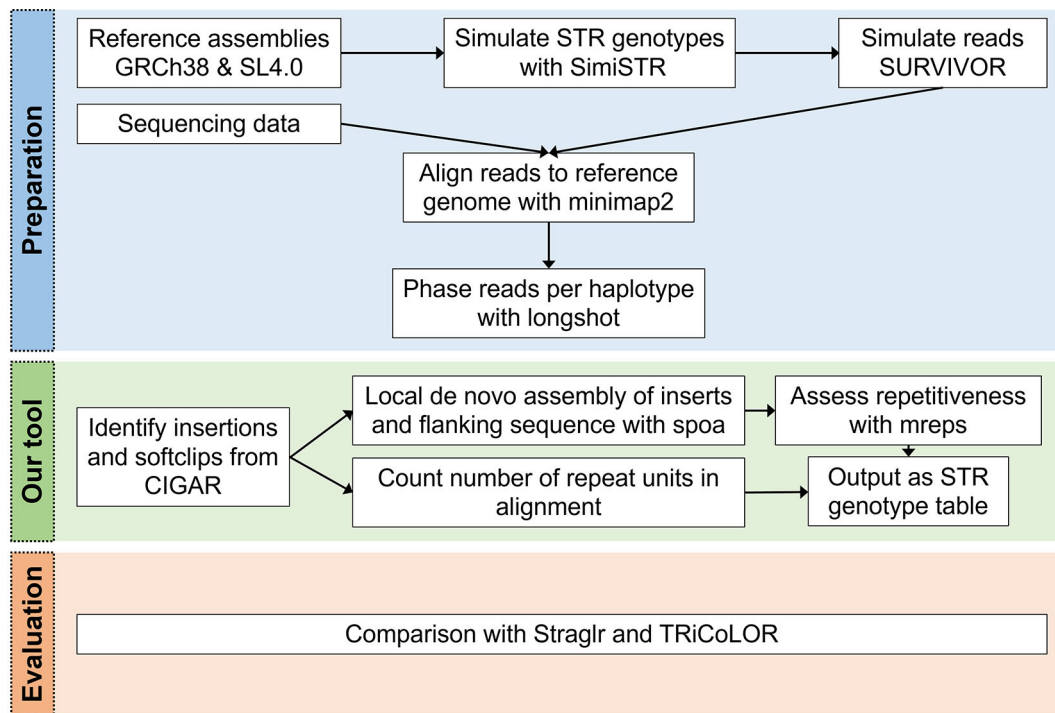 Preparation
Reference assemblies
GRCh38 & SL4.0
Simulate STR genotypes
with SimiSTR
Simulate reads
SURVIVOR
Sequencing data
Align reads to reference
genome with minimap2
Phase reads per haplotype
with longshot
Our tool
Identify insertions
and softclips from
CIGAR
Local de novo assembly of inserts
and flanking sequence with spoa
Assess repetitiveness
with mreps
Count number of repeat units in
alignment
Output as STR
genotype table
Evaluation
Comparison with Straglr and TRiCoLOR